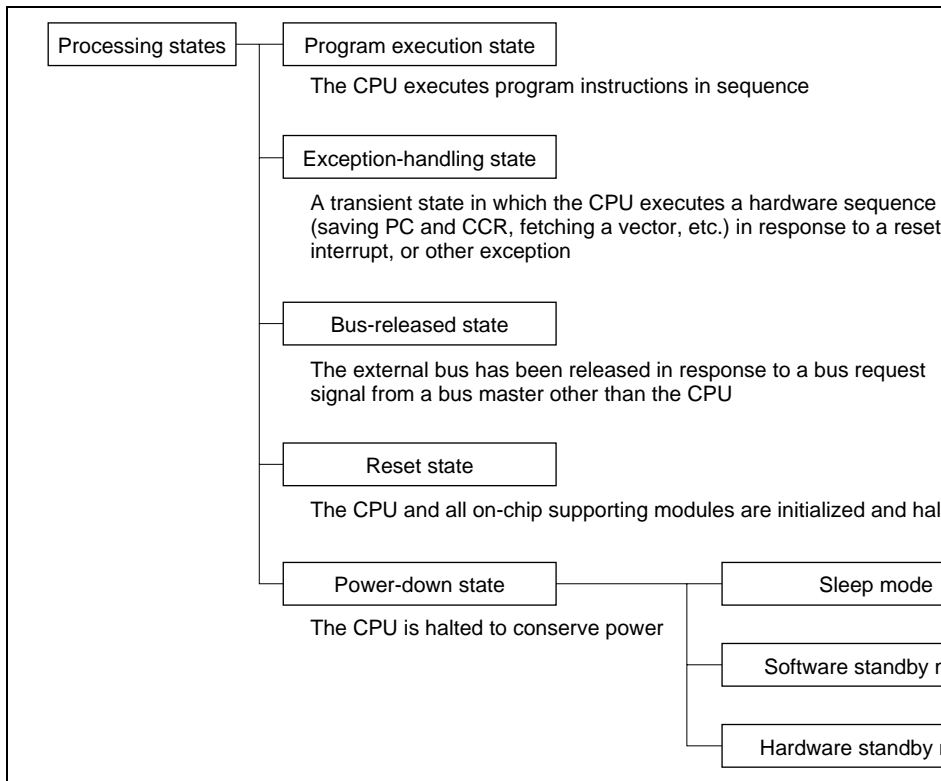 Processing states
Program execution state
The CPU executes program instructions in sequence
Exception-handling state
A transient state in which the CPU executes a hardware sequence
(saving PC and CCR, fetching a vector, etc.) in response to a reset
interrupt, or other exception
Bus-released state
The external bus has been released in response to a bus request
signal from a bus master other than the CPU
Reset state
The CPU and all on-chip supporting modules are initialized and
Power-down state
Sleep mode
The CPU is halted to conserve power
Software standby
Hardware standby